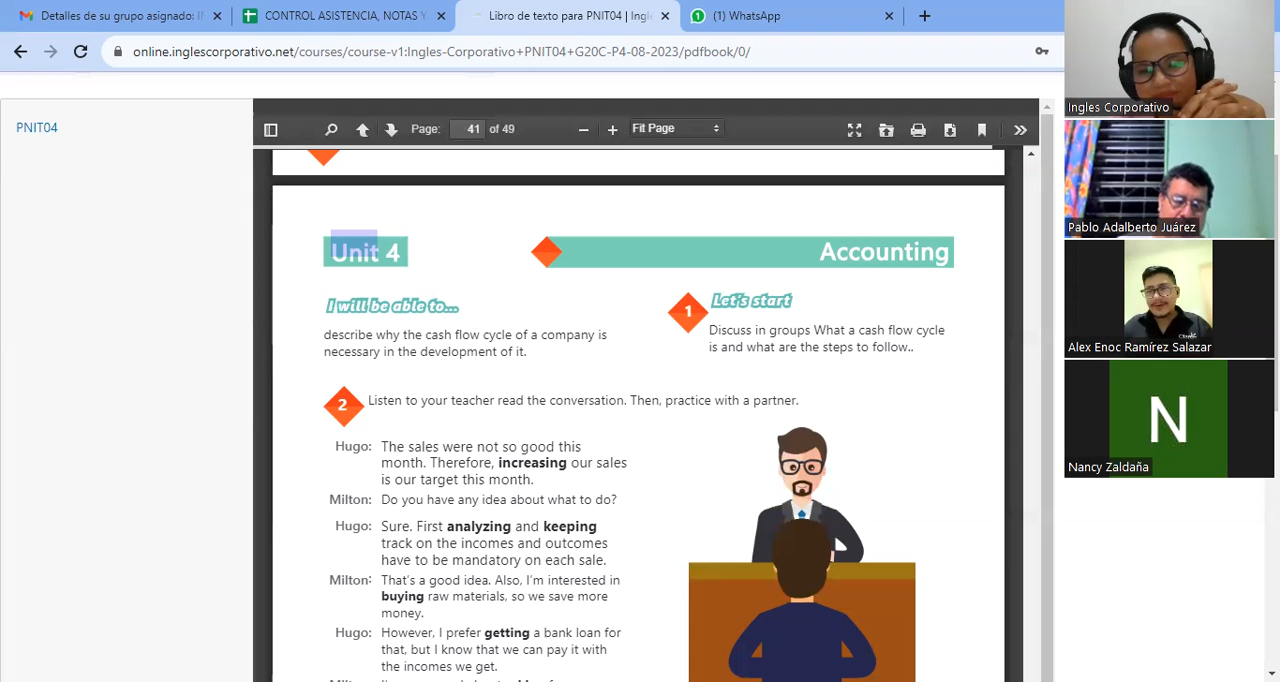 Detalles de su grupo asignado: I
CONTROL ASISTENCIA, NOTAS Y
Libro de texto para PNIT04 | Ingl
(1) WhatsApp
online.inglescorporativo.net/courses/course-v1:Ingles-Corporativo+PNIT04+G20C-P4-08-2023/pdfbook/0/
PNIT04
ge: 41 of 49
Fit Page
Unit 4
Accounting
I will be able to...
describe why the cash flow cycle of a company is
necessary in the development of it.
1
Let's start
Discuss in groups What a cash flow cycle
is and what are the steps to follow..
2
Listen to your teacher read the conversation. Then, practice with a partner.
Hugo: The sales were not so good this
month. Therefore, increasing our sales
is our target this month.
Milton: Do you have any idea about what to do?
Hugo: Sure. First analyzing and keeping
track on the incomes and outcomes
have to be mandatory on each sale.
Milton: That's a good idea. Also, I'm interested in
buying raw materials, so we save more
money.
Hugo: However, I prefer getting a bank loan for
that, but I know that we can pay it with
the incomes we get.
Ingles Corporativo
Pablo Adalberto Juárez
Alex Enoc Ramírez Salazar
N
Nancy Zaldaña